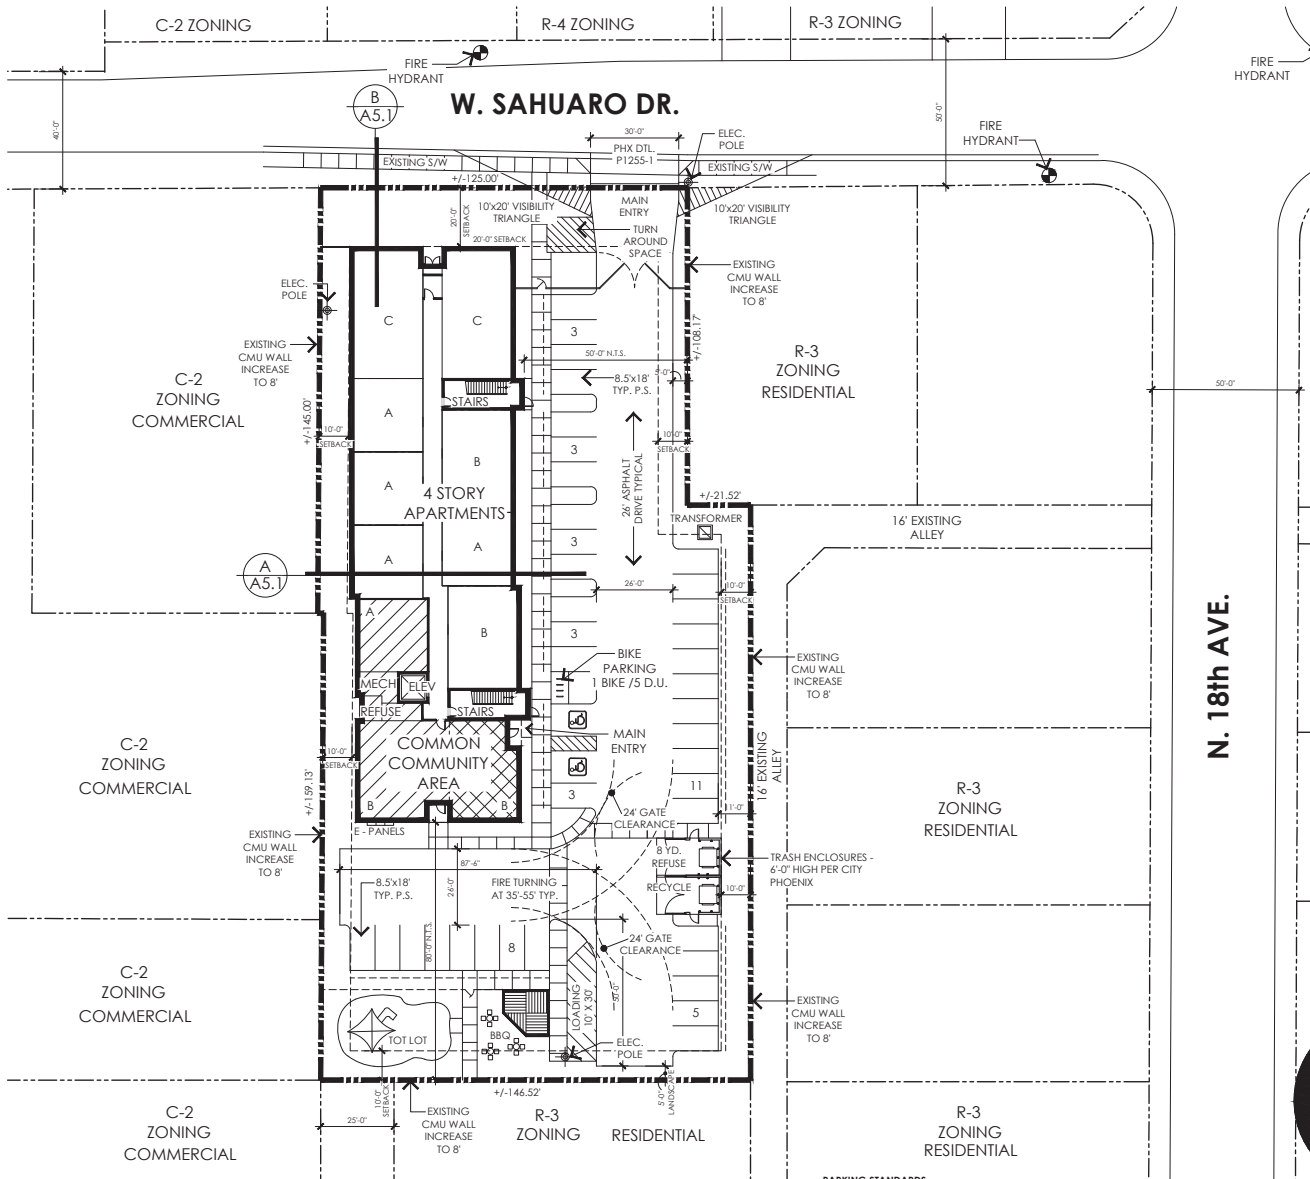 C-2 ZONING
R-4 ZONING
R-3 ZONING
FIRE
HYDRANT
FIRE
HYDRANT
B
A5.1
W. SAHUARO DR.
40'-0"
50'-0"
30'-0"
PHX DTL.
P1255-1
ELEC.
POLE
FIRE
HYDRANT
EXISTING S/W
EXISTING S/W
+/-125.00'
10'x20' VISIBILITY
TRIANGLE
MAIN
ENTRY
10'x20' VISIBILITY
TRIANGLE
20'-0"
SETBACK
20'-0" SETBACK
TURN
AROUND
SPACE
EXISTING
CMU WALL
INCREASE
TO 8'
ELEC.
POLE
C
C
3
+/-108.17'
EXISTING
CMU WALL
INCREASE
TO 8'
50'-0" N.T.S.
R-3
ZONING
RESIDENTIAL
C-2
ZONING
COMMERCIAL
8.5'x18'
TYP. P.S.
5'-0"
50'-0"
STAIRS
A
+/-145.00'
10'-0"
SETBACK
10'-0"
SETBACK
3
B
26' ASPHALT
DRIVE TYPICAL
A
4 STORY
APARTMENTS
+/-21.52'
TRANSFORMER
16' EXISTING
ALLEY
3
A
A
A
A5.1
26'-0"
10'-0"
SETBACK
A
B
3
BIKE
PARKING
1 BIKE /5 D.U.
EXISTING
CMU WALL
INCREASE
TO 8'
N. 18th AVE.
MECH
ELEV
REFUSE
STAIRS
MAIN
ENTRY
COMMON
COMMUNITY
AREA
C-2
ZONING
COMMERCIAL
10'-0"
SETBACK
16' EXISTING
ALLEY
+/-159.13'
B
B
3
11
11'-0"
R-3
ZONING
RESIDENTIAL
24' GATE
CLEARANCE
E - PANELS
EXISTING
CMU WALL
INCREASE
TO 8'
87'-6"
8 YD.
REFUSE
RECYCLE
TRASH ENCLOSURES -
6'-0" HIGH PER CITY
PHOENIX
8.5'x18'
TYP. P.S.
26'-0"
FIRE TURNING
AT 35'-55' TYP.
10'-0"
80'-0" N.T.S.
8
24' GATE
CLEARANCE
C-2
ZONING
COMMERCIAL
LOADING
10' X 30'
50'-0"
5
EXISTING
CMU WALL
INCREASE
TO 8'
TOT LOT
BBQ
ELEC.
POLE
10'-0"
SETBACK
+/-146.52'
5'-0"
LANDSCAPE
25'-0"
EXISTING
CMU WALL
INCREASE
TO 8'
C-2
ZONING
COMMERCIAL
R-3
ZONING
RESIDENTIAL
R-3
ZONING
RESIDENTIAL
PARKING STANDARDS